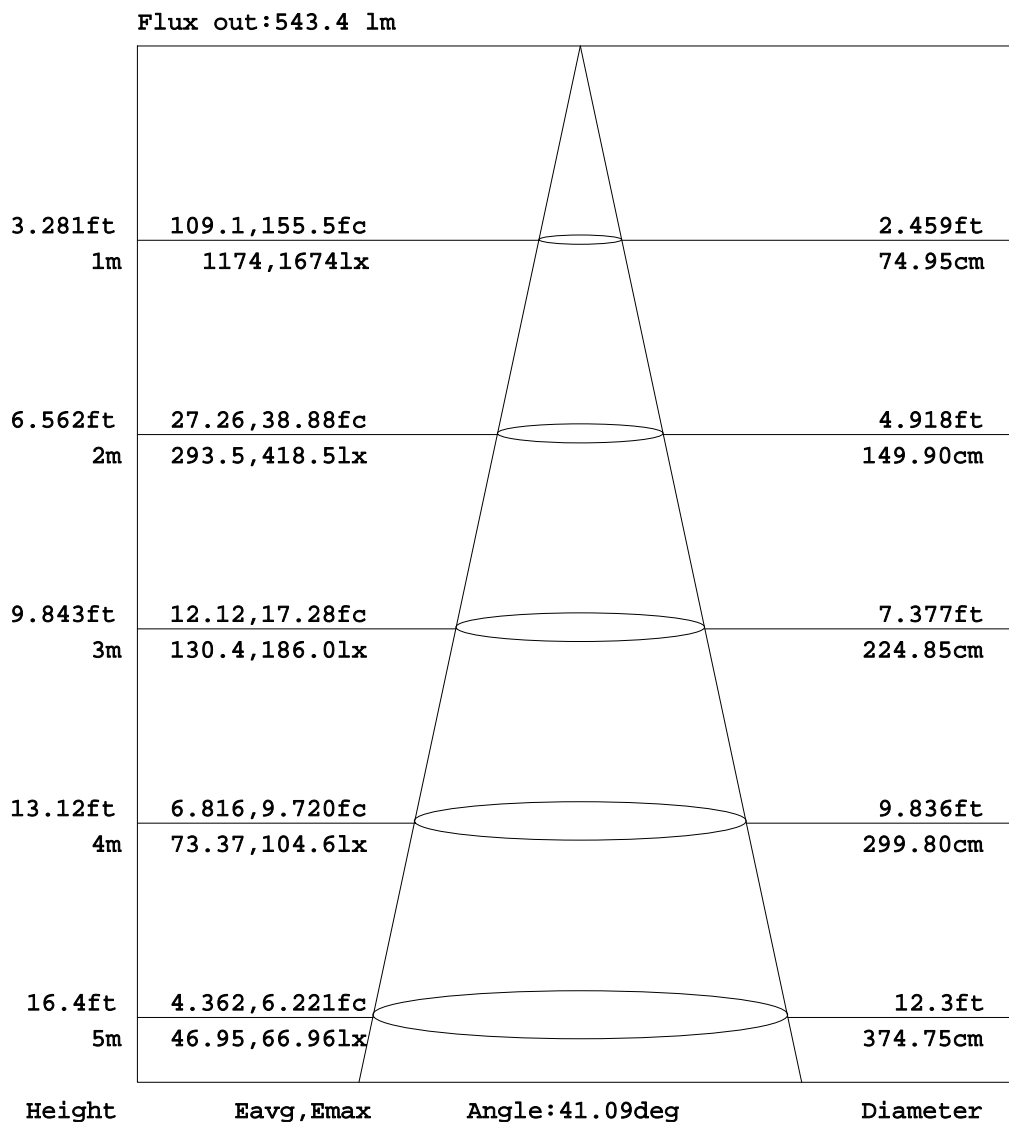 Flux out:543.4 lm
3.281ft 109.1,155.5fc 2.459ft
1m 1174,1674lx 74.95cm
6.562ft 27.26,38.88fc 4.918ft
2m 293.5,418.5lx 149.90cm
9.843ft 12.12,17.28fc 7.377ft
3m 130.4,186.0lx 224.85cm
13.12ft 6.816,9.720fc 9.836ft
4m 73.37,104.6lx 299.80cm
16.4ft 4.362,6.221fc 12.3ft
5m 46.95,66.96lx 374.75cm
Height Eavg,Emax Angle:41.09deg Diameter